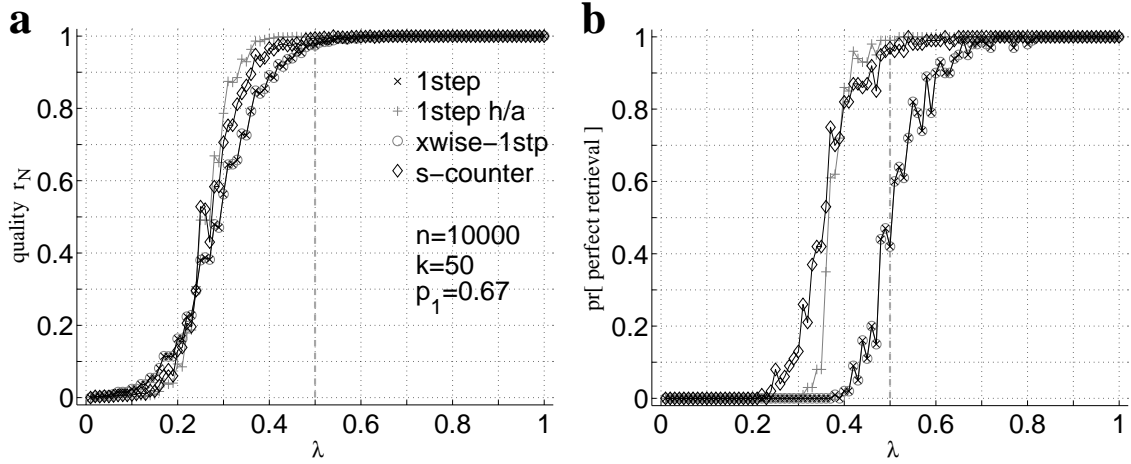 a
quality r_N
1
0.8
0.6
0.4
0.2
0
0
0.2
0.4
0.6
0.8
1
λ
1step
1step h/a
xwise−1stp
s−counter
n=10000
k=50
p_1=0.67
b
pr[ perfect retrieval ]
1
0.8
0.6
0.4
0.2
0
0
0.2
0.4
0.6
0.8
1
λ